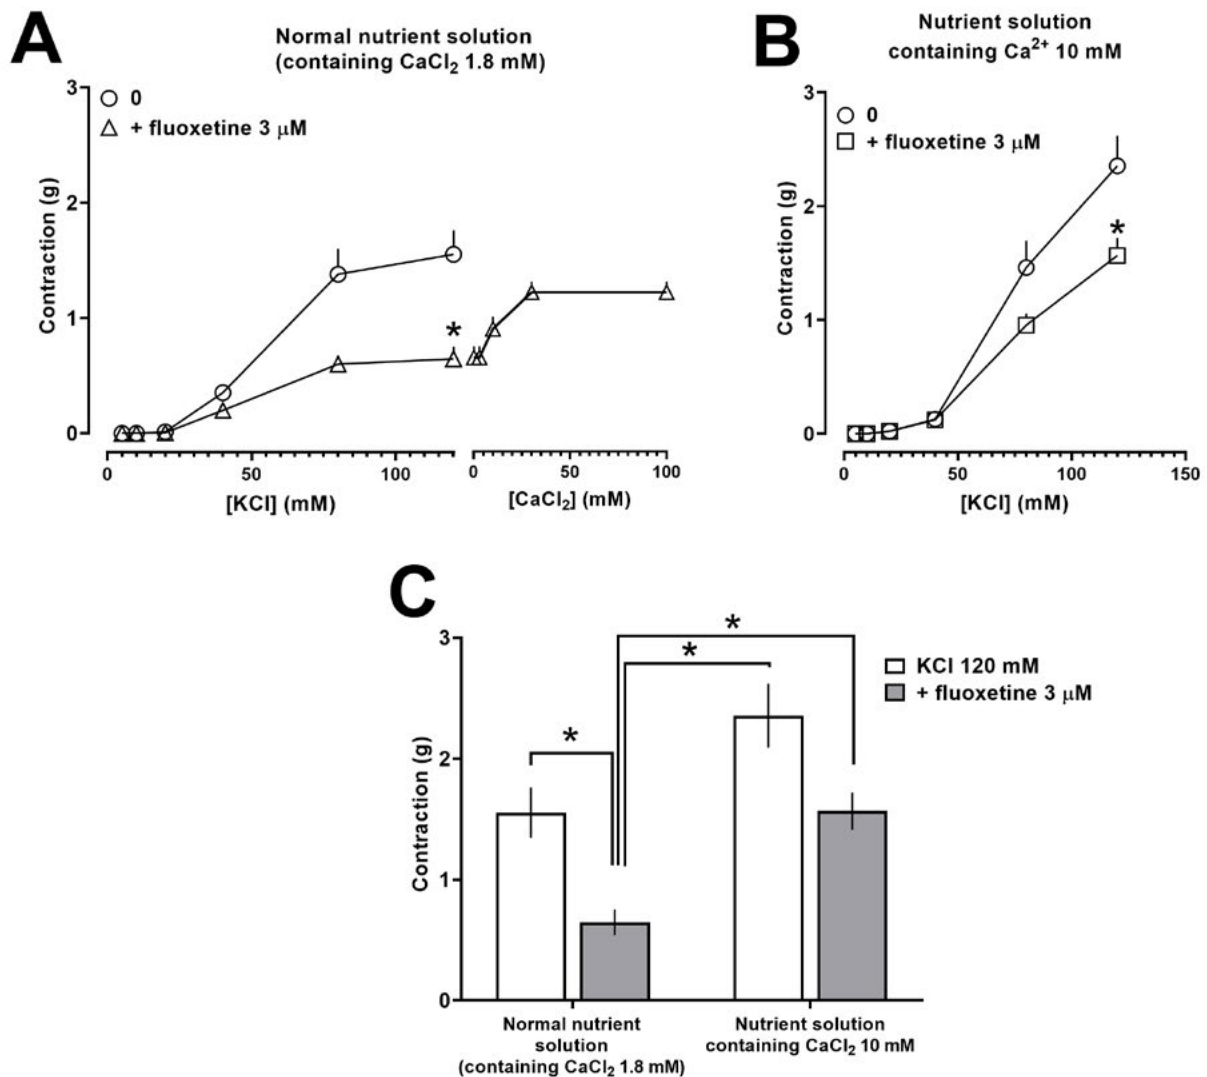 A
Normal nutrient solution
(containing CaCl₂ 1.8 mM)
0
+ fluoxetine 3 μM
Contraction (g)
3
2
1
0
*
0
50
100
[KCl] (mM)
0
50
100
[CaCl₂] (mM)
B
Nutrient solution
containing Ca²⁺ 10 mM
0
+ fluoxetine 3 μM
Contraction (g)
3
2
1
0
*
0
50
100
150
[KCl] (mM)
C
Contraction (g)
3
2
1
0
*
*
*
KCl 120 mM
+ fluoxetine 3 μM
Normal nutrient
solution
(containing CaCl₂ 1.8 mM)
Nutrient solution
containing CaCl₂ 10 mM